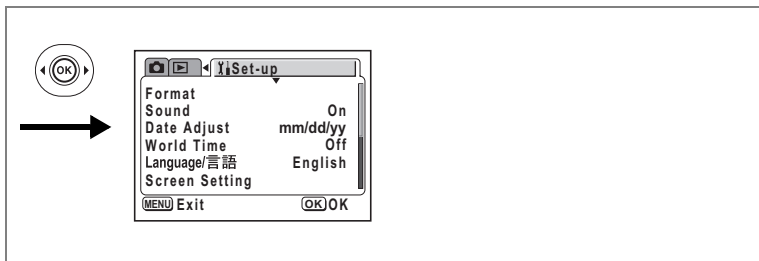 OK
Set-up
Format
Sound On
Date Adjust mm/dd/yy
World Time Off
Language/言語 English
Screen Setting
MENU Exit OK OK